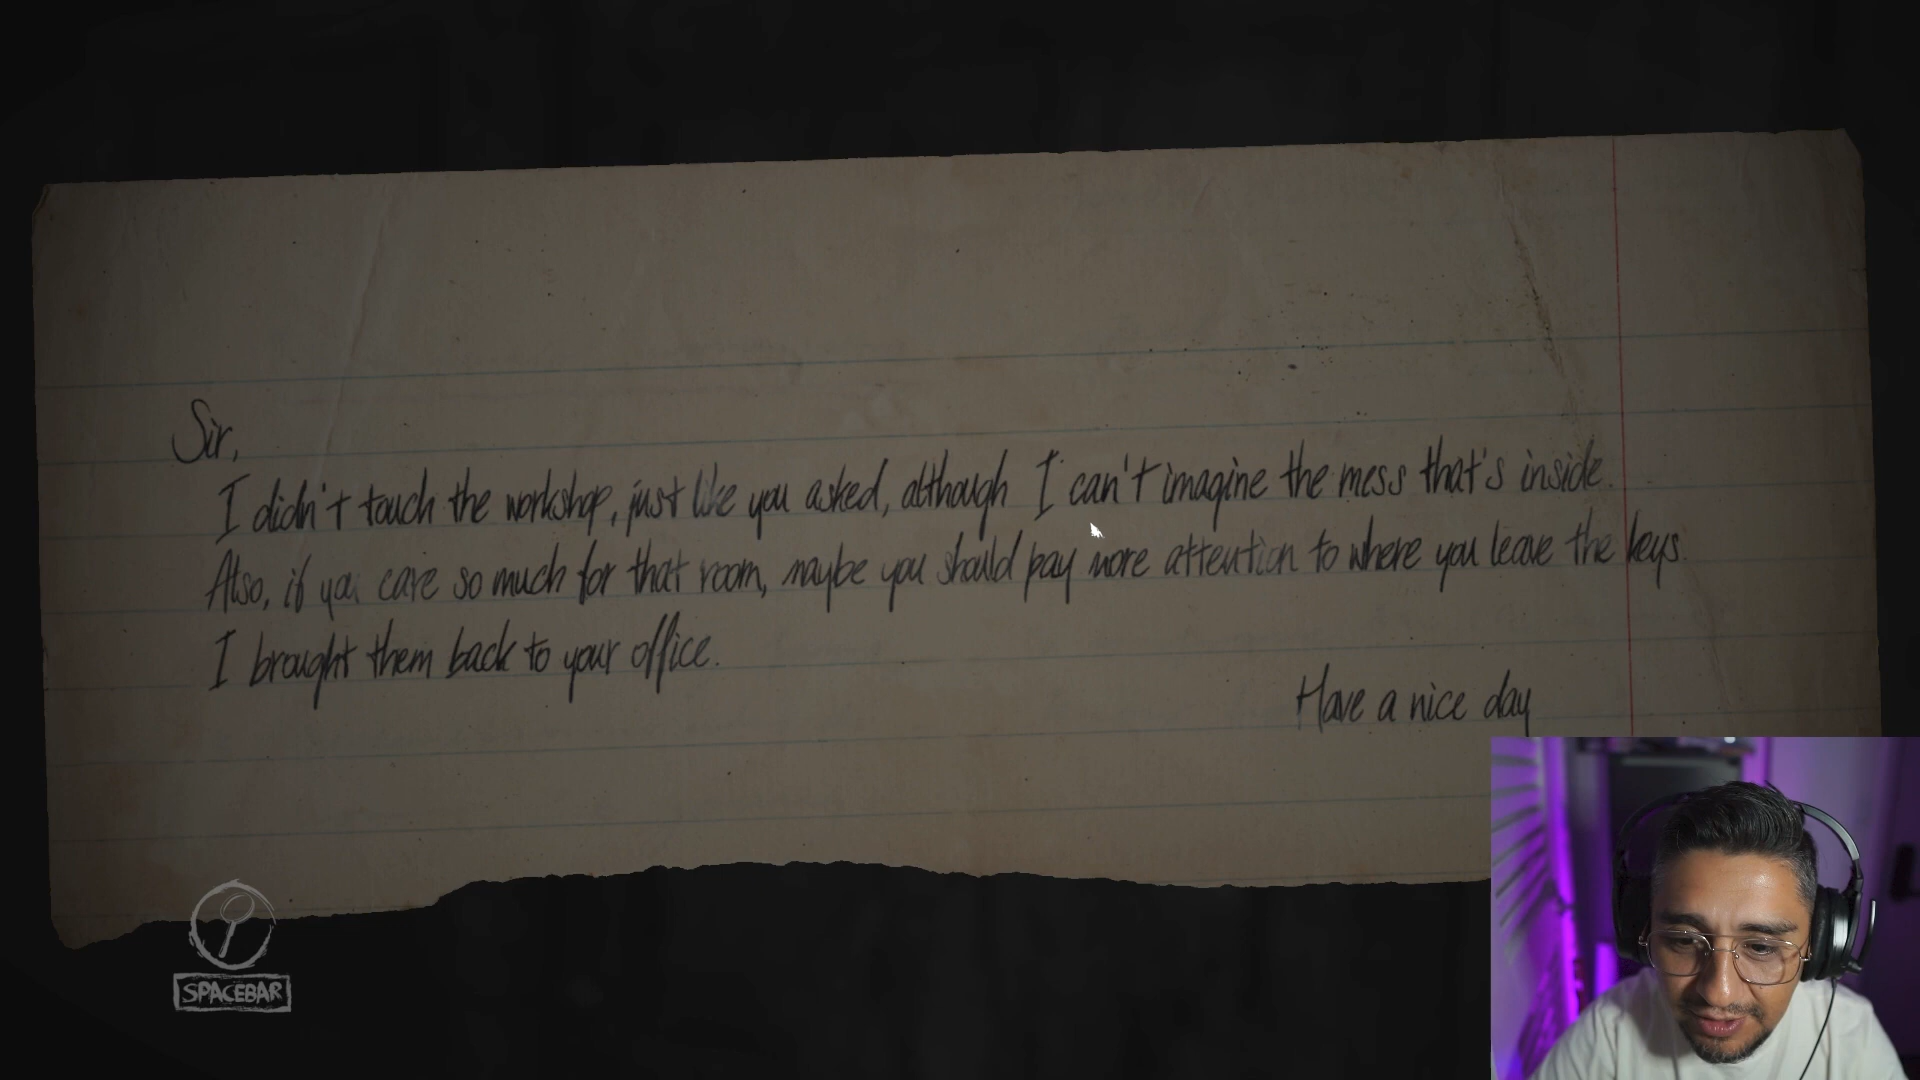 Sir,
I didn't touch the workshop, just like you asked, although I can't imagine the mess that's inside.
Also, if you care so much for that room, maybe you should pay more attention to where you leave the keys.
I brought them back to your office.
Have a nice day
SPACEBAR